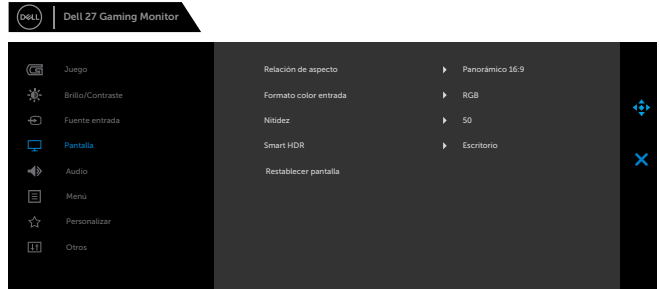 DELL Dell 27 Gaming Monitor
Juego
Brillo/Contraste
Fuente entrada
Pantalla
Audio
Menú
Personalizar
Otros
Relación de aspecto Panorámico 16:9
Formato color entrada RGB
Nitidez 50
Smart HDR Escritorio
Restablecer pantalla